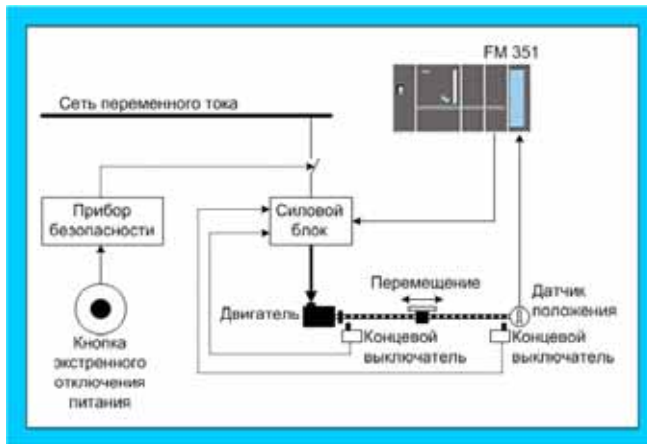 FM 351
Сеть переменного тока
Прибор
безопасности
Силовой
блок
Перемещение
Датчик
положения
Двигатель
Концевой
выключатель
Концевой
выключатель
Кнопка
экстренного
отключения
питания